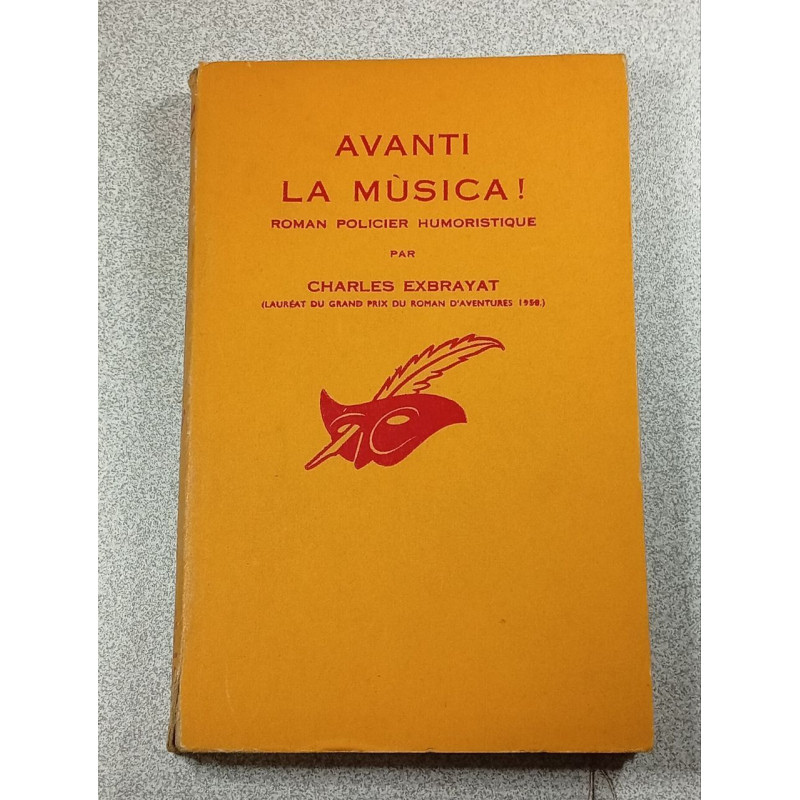 AVANTI
LA MÙSICA!
ROMAN POLICIER HUMORISTIQUE
PAR
CHARLES EXBRAYAT
(LAURÉAT DU GRAND PRIX DU ROMAN D'AVENTURES 1958.)